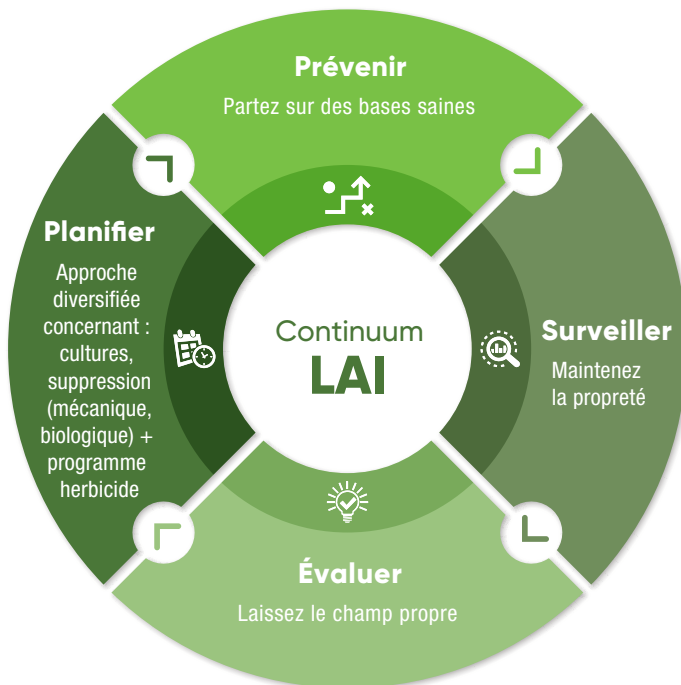 Prévenir
Partez sur des bases saines
Planifier
Approche
diversifiée
concernant :
cultures,
suppression
(mécanique,
biologique) +
programme
herbicide
Continuum
LAI
Surveiller
Maintenez
la propreté
Évaluer
Laissez le champ propre